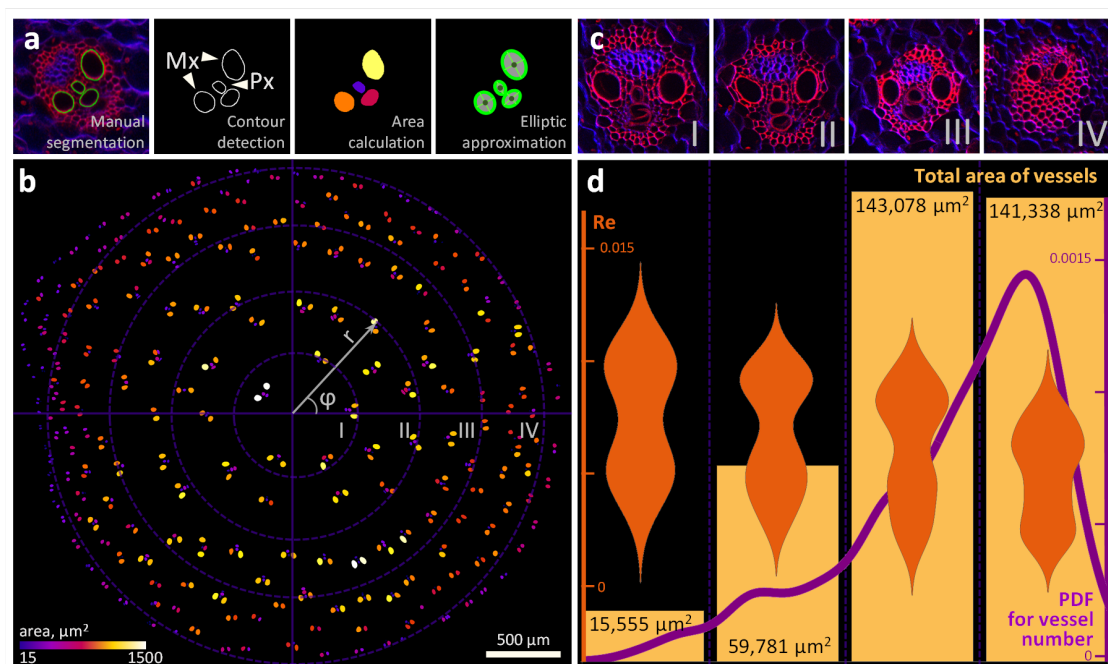 a
Manual
segmentation
Mx
Px
Contour
detection
Area
calculation
Elliptic
approximation
c
I
II
III
IV
b
r
φ
I
II
III
IV
area, µm²
15
1500
500 µm
d
Total area of vessels
Re
0.015
0
143,078 µm²
141,338 µm²
0.0015
15,555 µm²
59,781 µm²
PDF
for vessel
number
0